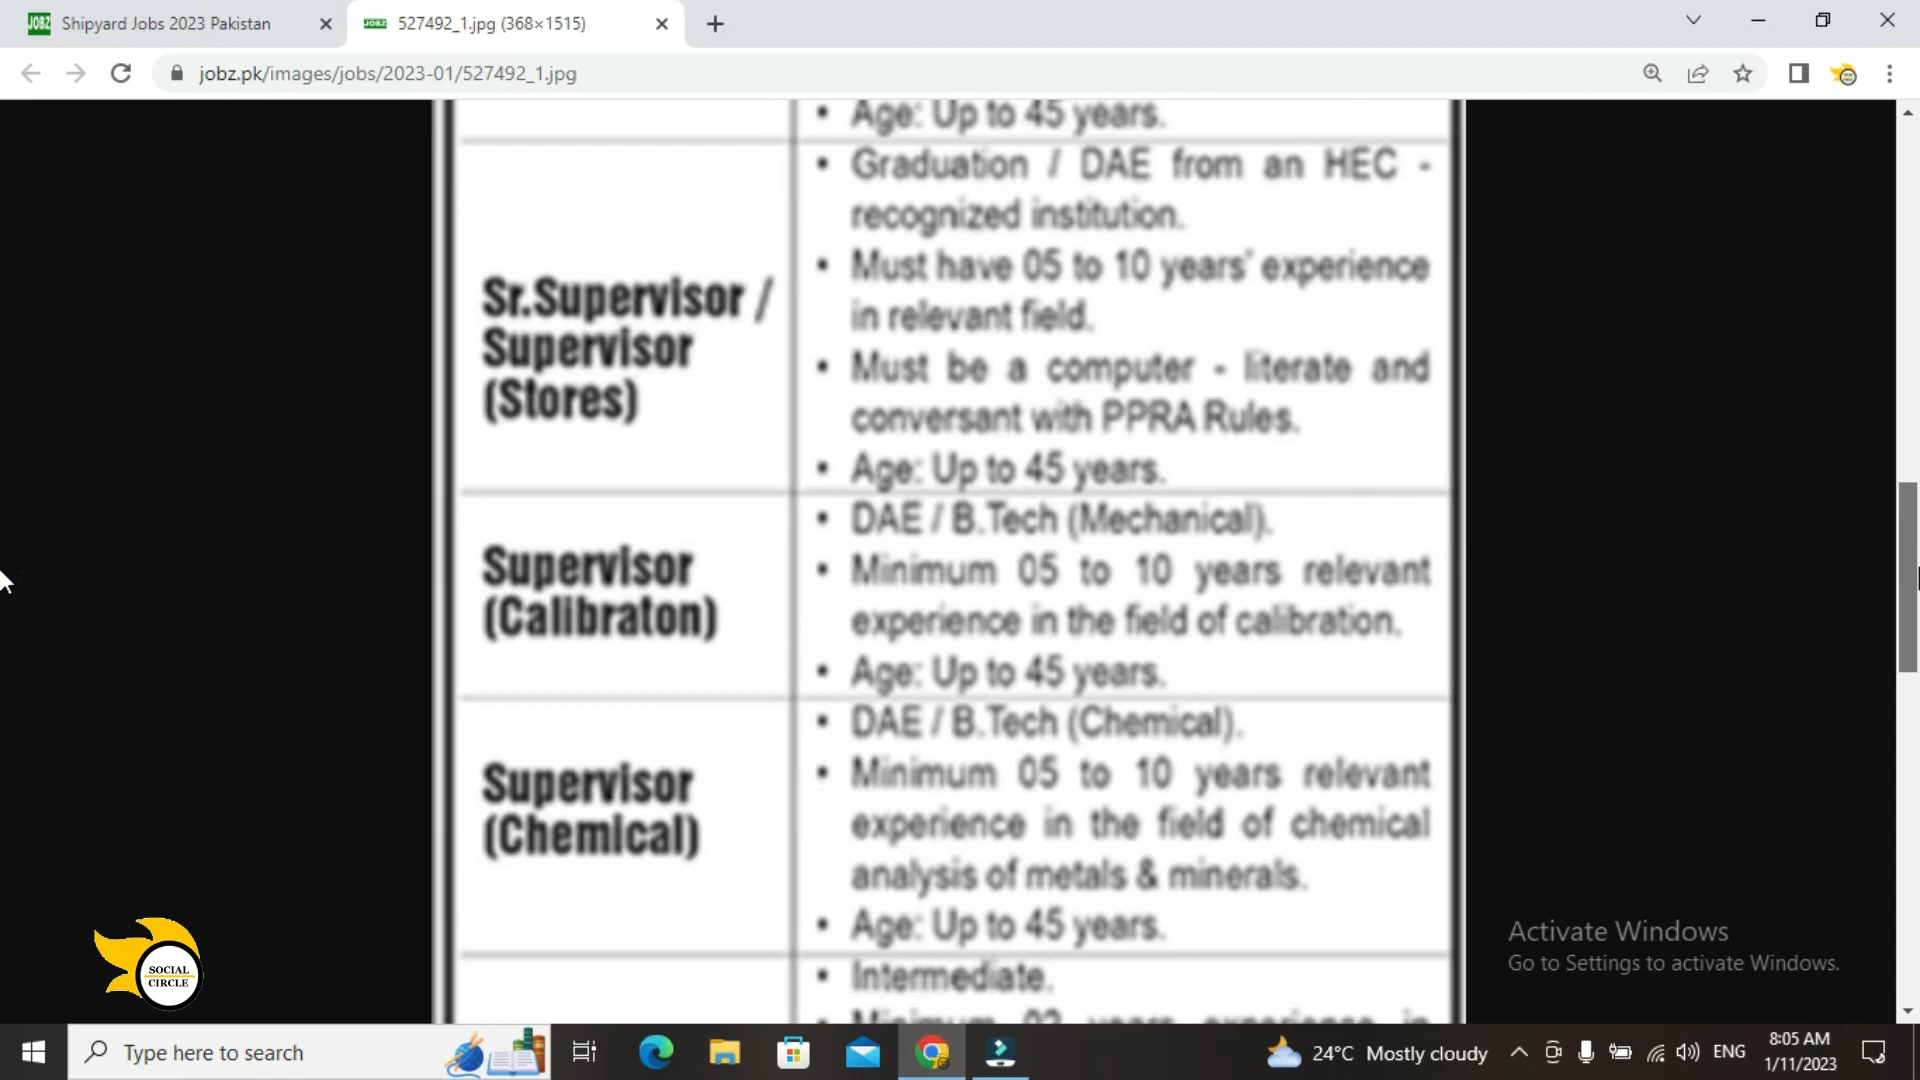 Shipyard Jobs 2023 Pakistan
527492_1.jpg (368×1515)
jobz.pk/images/jobs/2023-01/527492_1.jpg
• Age: Up to 45 years.
Sr.Supervisor /
Supervisor
(Stores)
• Graduation / DAE from an HEC -
recognized institution.
• Must have 05 to 10 years' experience
in relevant field.
• Must be a computer - literate and
conversant with PPRA Rules.
• Age: Up to 45 years.
Supervisor
(Calibraton)
• DAE / B.Tech (Mechanical).
• Minimum 05 to 10 years relevant
experience in the field of calibration.
• Age: Up to 45 years.
Supervisor
(Chemical)
• DAE / B.Tech (Chemical).
• Minimum 05 to 10 years relevant
experience in the field of chemical
analysis of metals & minerals.
• Age: Up to 45 years.
• Intermediate.
• Minimum 02 years experience in
SOCIAL
CIRCLE
Activate Windows
Go to Settings to activate Windows.
Type here to search
24°C Mostly cloudy
ENG
8:05 AM
1/11/2023